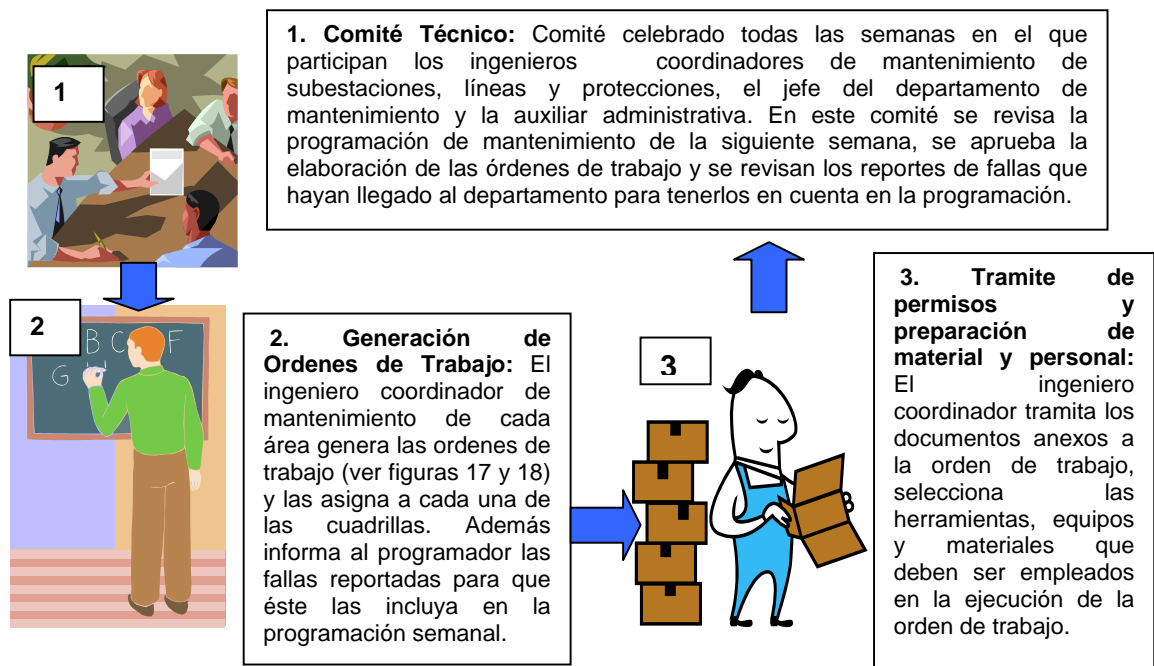 1
1. Comité Técnico: Comité celebrado todas las semanas en el que
participan los ingenieros coordinadores de mantenimiento de
subestaciones, líneas y protecciones, el jefe del departamento de
mantenimiento y la auxiliar administrativa. En este comité se revisa la
programación de mantenimiento de la siguiente semana, se aprueba la
elaboración de las órdenes de trabajo y se revisan los reportes de fallas que
hayan llegado al departamento para tenerlos en cuenta en la programación.
2
B C F
G
2. Generación de
Ordenes de Trabajo: El
ingeniero coordinador de
mantenimiento de cada
área genera las ordenes de
trabajo (ver figuras 17 y 18)
y las asigna a cada una de
las cuadrillas. Además
informa al programador las
fallas reportadas para que
éste las incluya en la
programación semanal.
3
3. Tramite de
permisos y
preparación de
material y personal:
El ingeniero
coordinador tramita los
documentos anexos a
la orden de trabajo,
selecciona las
herramientas, equipos
y materiales que
deben ser empleados
en la ejecución de la
orden de trabajo.